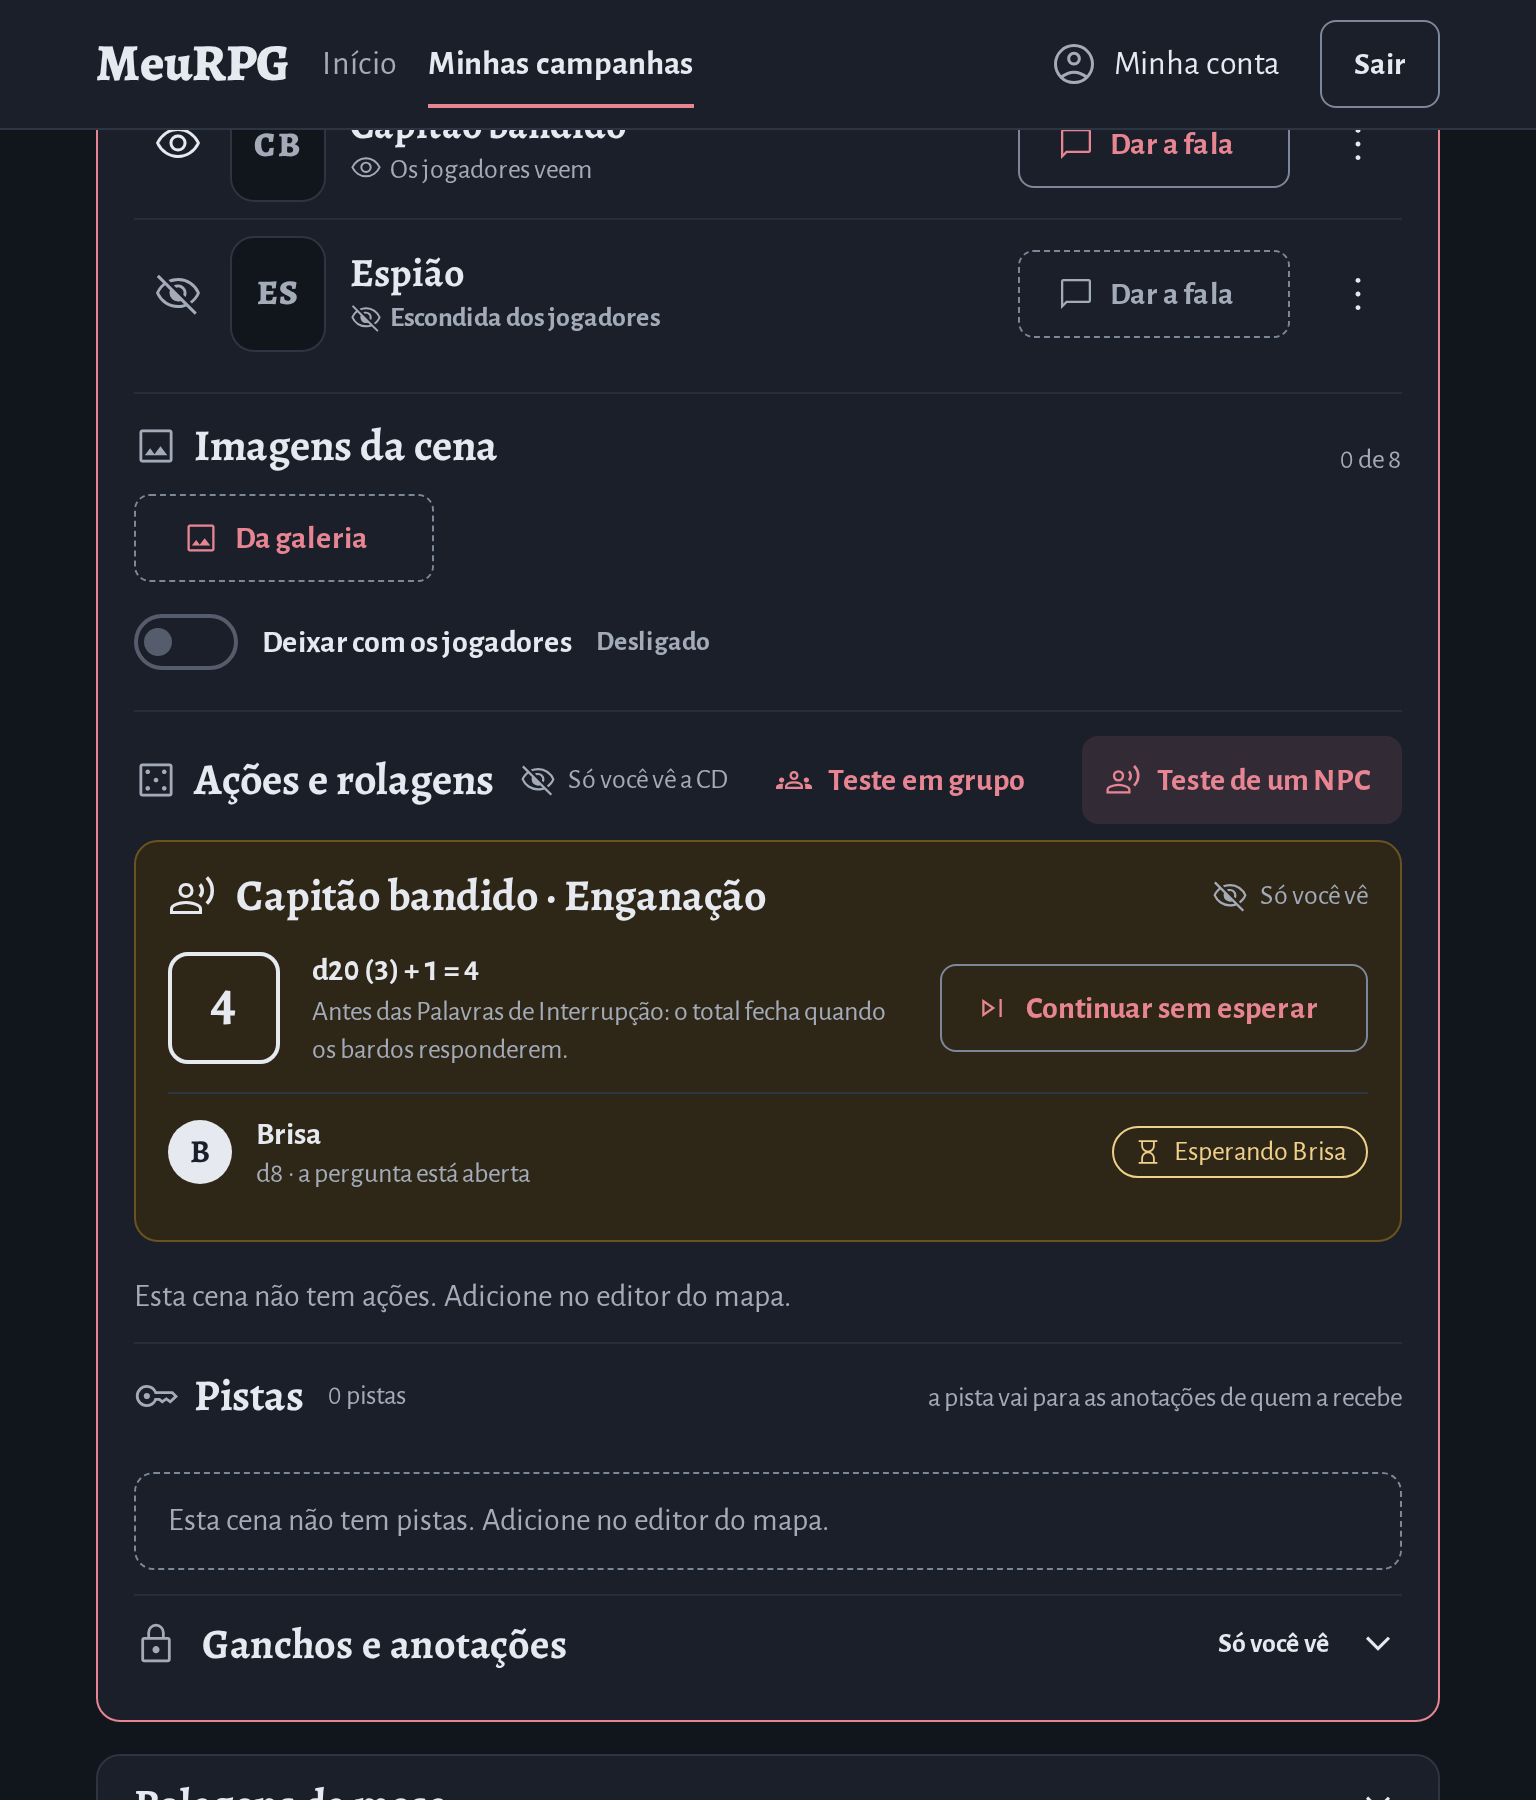 MeuRPG Início Minhas campanhas Minha conta Sair
CB Capitão bandido Dar a fala
Os jogadores veem
ES Espião Dar a fala
Escondida dos jogadores
Imagens da cena 0 de 8
Da galeria
Deixar com os jogadores Desligado
Ações e rolagens Só você vê a CD Teste em grupo Teste de um NPC
Capitão bandido · Enganação Só você vê
4 d20 (3) + 1 = 4
Antes das Palavras de Interrupção: o total fecha quando
os bardos responderem.
Continuar sem esperar
B Brisa
d8 · a pergunta está aberta
Esperando Brisa
Esta cena não tem ações. Adicione no editor do mapa.
Pistas 0 pistas a pista vai para as anotações de quem a recebe
Esta cena não tem pistas. Adicione no editor do mapa.
Ganchos e anotações Só você vê